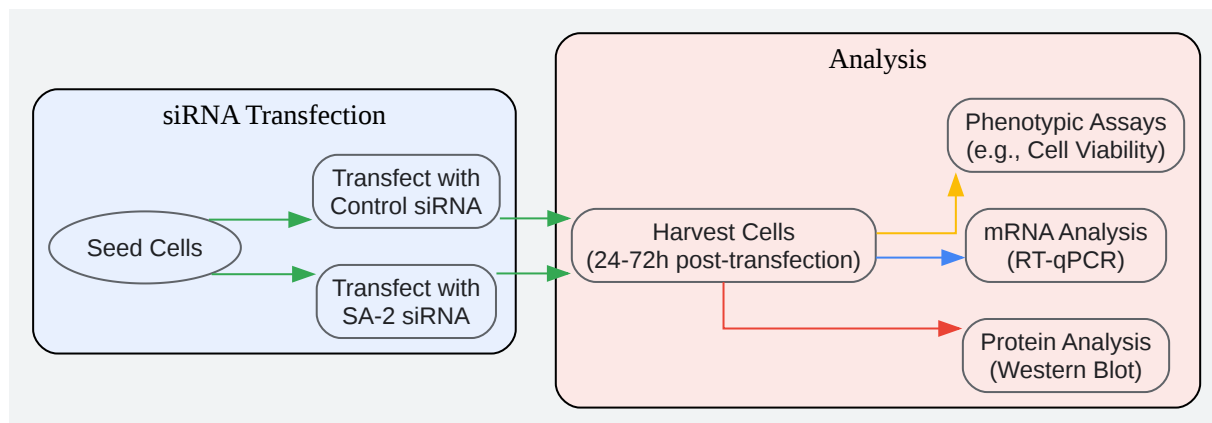 siRNA Transfection
Seed Cells
Transfect with
Control siRNA
Transfect with
SA-2 siRNA
Analysis
Harvest Cells
(24-72h post-transfection)
Phenotypic Assays
(e.g., Cell Viability)
mRNA Analysis
(RT-qPCR)
Protein Analysis
(Western Blot)